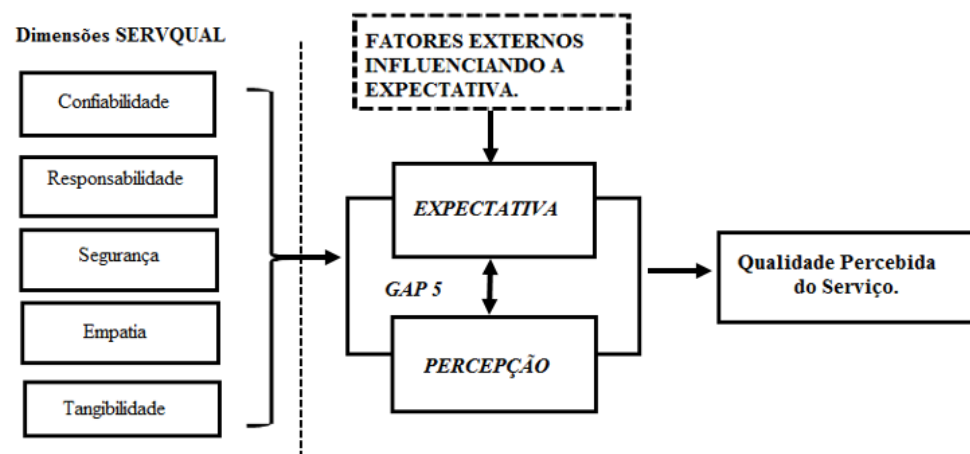 Dimensões SERVQUAL
Confiabilidade
Responsabilidade
Segurança
Empatia
Tangibilidade
FATORES EXTERNOS
INFLUENCIANDO A
EXPECTATIVA.
EXPECTATIVA
GAP 5
PERCEPÇÃO
Qualidade Percebida
do Serviço.